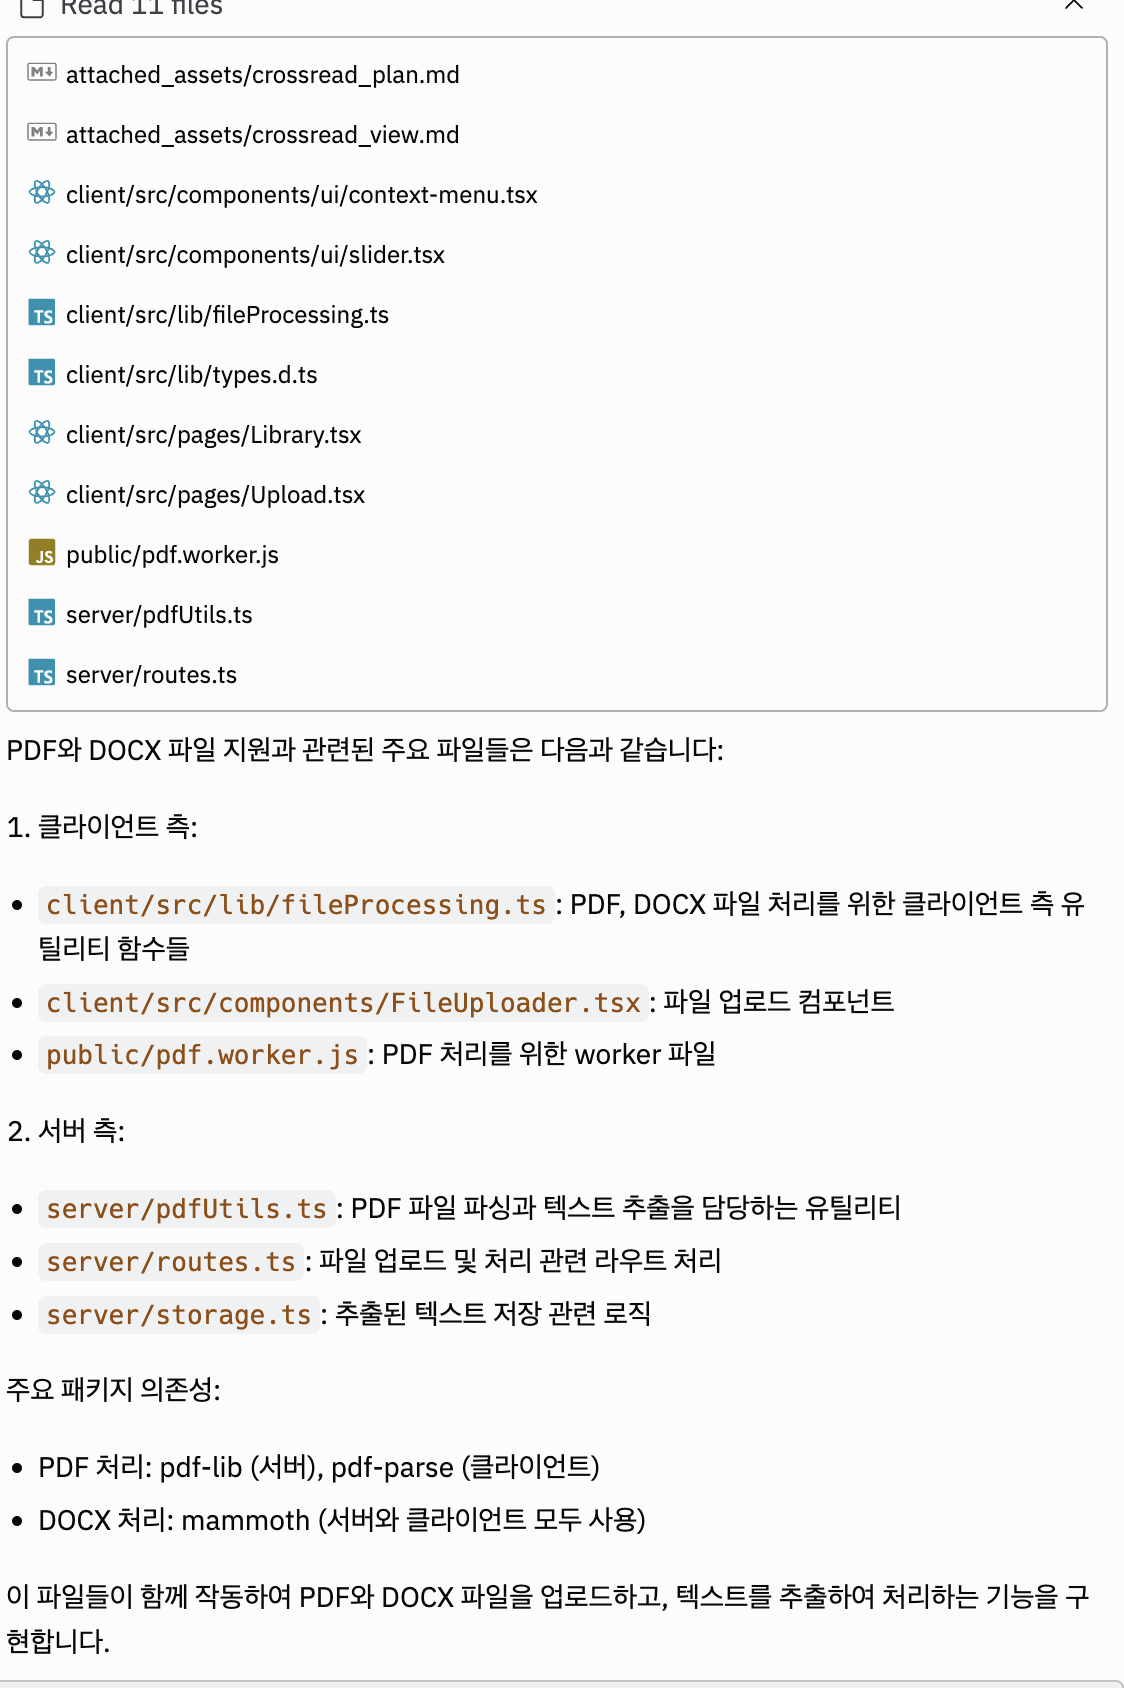 Read 11 files
attached_assets/crossread_plan.md
attached_assets/crossread_view.md
client/src/components/ui/context-menu.tsx
client/src/components/ui/slider.tsx
TS client/src/lib/fileProcessing.ts
TS client/src/lib/types.d.ts
client/src/pages/Library.tsx
client/src/pages/Upload.tsx
JS public/pdf.worker.js
TS server/pdfUtils.ts
TS server/routes.ts
PDF와 DOCX 파일 지원과 관련된 주요 파일들은 다음과 같습니다:
1. 클라이언트 측:
• client/src/lib/fileProcessing.ts: PDF, DOCX 파일 처리를 위한 클라이언트 측 유
틸리티 함수들
• client/src/components/FileUploader.tsx: 파일 업로드 컴포넌트
• public/pdf.worker.js: PDF 처리를 위한 worker 파일
2. 서버 측:
• server/pdfUtils.ts: PDF 파일 파싱과 텍스트 추출을 담당하는 유틸리티
• server/routes.ts: 파일 업로드 및 처리 관련 라우트 처리
• server/storage.ts: 추출된 텍스트 저장 관련 로직
주요 패키지 의존성:
• PDF 처리: pdf-lib (서버), pdf-parse (클라이언트)
• DOCX 처리: mammoth (서버와 클라이언트 모두 사용)
이 파일들이 함께 작동하여 PDF와 DOCX 파일을 업로드하고, 텍스트를 추출하여 처리하는 기능을 구
현합니다.